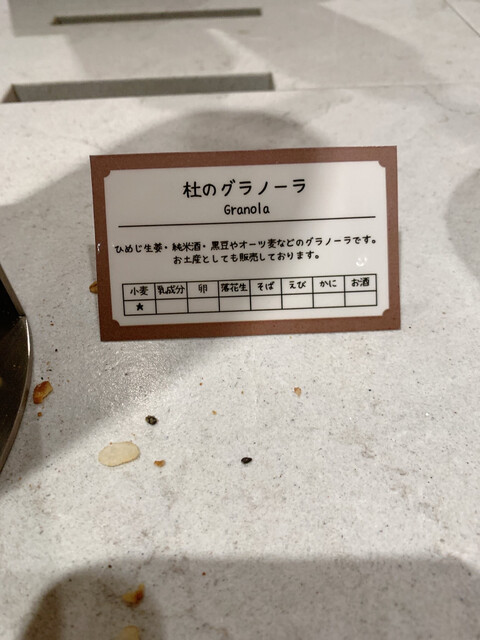 杜のグラノーラ
Granola
ひめじ生姜・純米酒・黒豆やオーツ麦などのグラノーラです。
お土産としても販売しております。
小麦 乳成分 卵 落花生 そば えび かに お酒
★